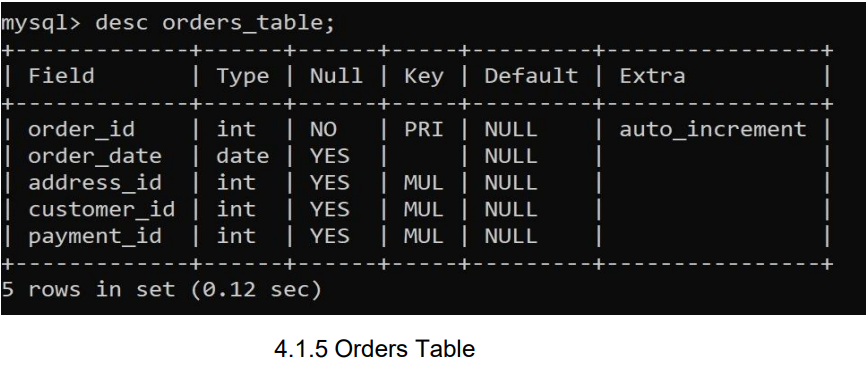 mysql> desc orders_table;
+-------------+------+------+-----+---------+----------------+
| Field       | Type | Null | Key | Default | Extra          |
+-------------+------+------+-----+---------+----------------+
| order_id    | int  | NO   | PRI | NULL    | auto_increment |
| order_date  | date | YES  |     | NULL    |                |
| address_id  | int  | YES  | MUL | NULL    |                |
| customer_id | int  | YES  | MUL | NULL    |                |
| payment_id  | int  | YES  | MUL | NULL    |                |
+-------------+------+------+-----+---------+----------------+
5 rows in set (0.12 sec)
4.1.5 Orders Table